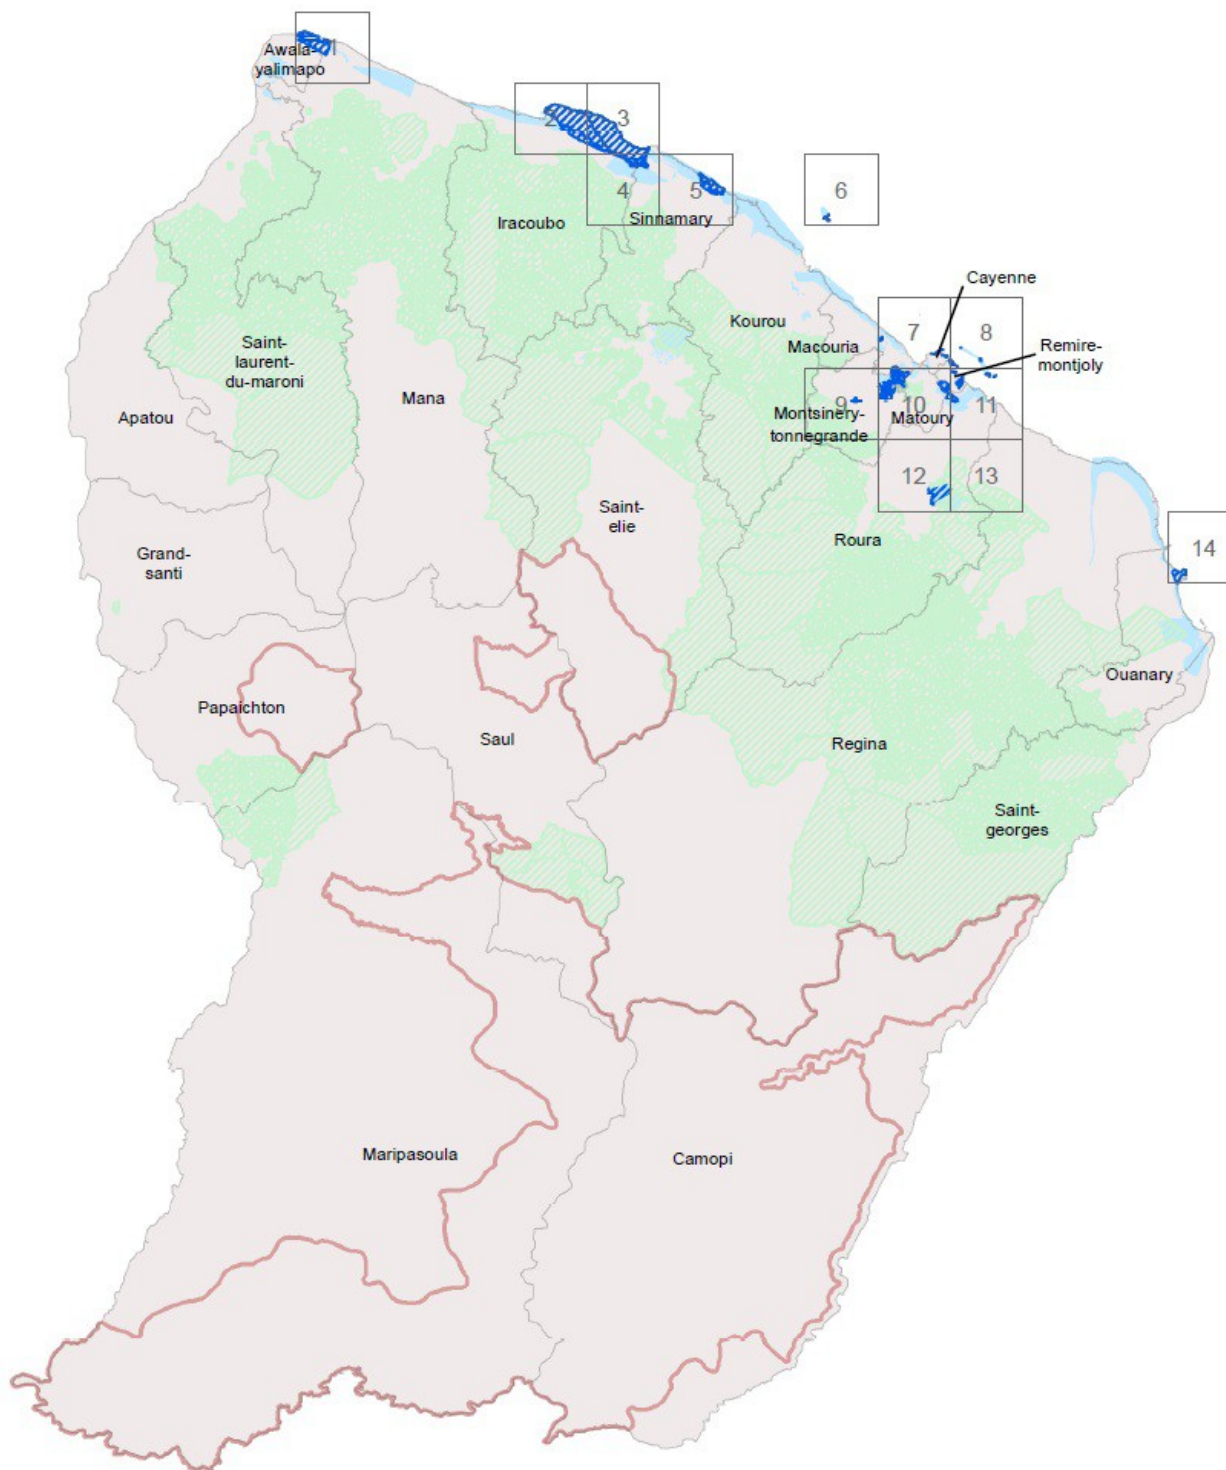 1
Awala-
yalimapo
2
3
4
5
6
Iracoubo
Sinnamary
Cayenne
7
8
Kourou
Macouria
Remire-
montjoly
Saint-
laurent-
du-maroni
Mana
Apatou
9
10
11
Montsinery-
tonnegrande
Matoury
12
13
Saint-
elie
Roura
14
Grand-
santi
Ouanary
Papaichton
Saul
Regina
Saint-
georges
Maripasoula
Camopi